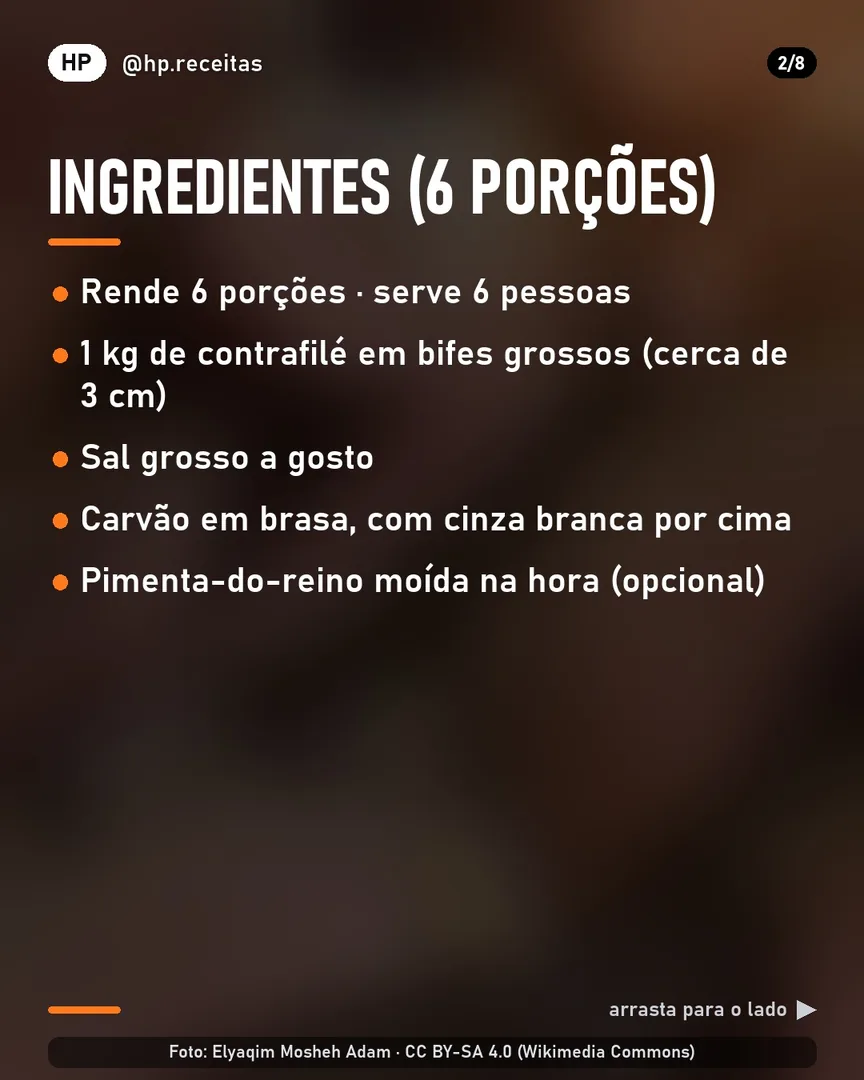 HP @hp.receitas 2/8
INGREDIENTES (6 PORÇÕES)
Rende 6 porções · serve 6 pessoas
1 kg de contrafilé em bifes grossos (cerca de
3 cm)
Sal grosso a gosto
Carvão em brasa, com cinza branca por cima
Pimenta-do-reino moída na hora (opcional)
arrasta para o lado
Foto: Elyaqim Mosheh Adam · CC BY-SA 4.0 (Wikimedia Commons)